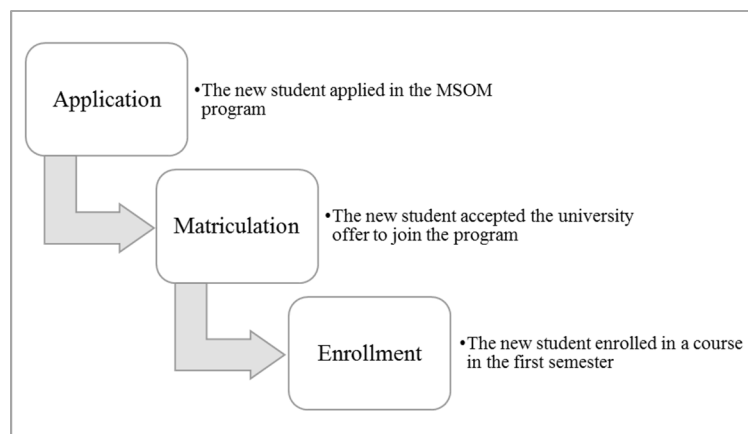 Application
•The new student applied in the MSOM
program
Matriculation
•The new student accepted the university
offer to join the program
Enrollment
•The new student enrolled in a course
in the first semester